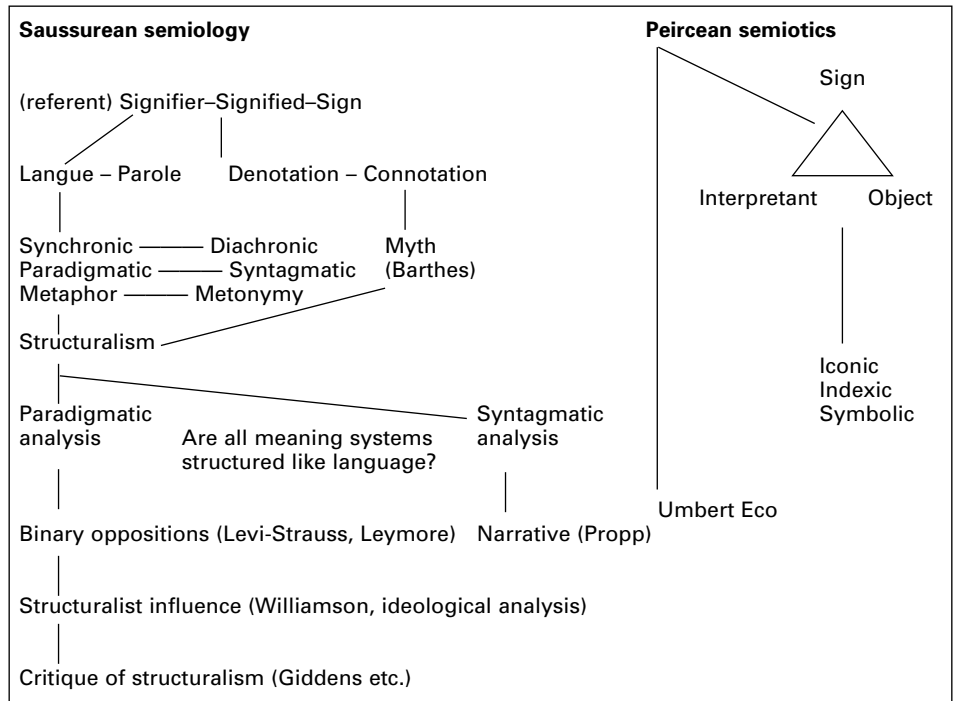 Saussurean semiology
Peircean semiotics
Sign
(referent) Signifier–Signified–Sign
Langue – Parole
Denotation – Connotation
Interpretant
Object
Synchronic ——— Diachronic
Paradigmatic ——— Syntagmatic
Metaphor ——— Metonymy
Myth
(Barthes)
Structuralism
Iconic
Indexic
Symbolic
Paradigmatic
analysis
Are all meaning systems
structured like language?
Syntagmatic
analysis
Umbert Eco
Binary oppositions (Levi-Strauss, Leymore)
Narrative (Propp)
Structuralist influence (Williamson, ideological analysis)
Critique of structuralism (Giddens etc.)